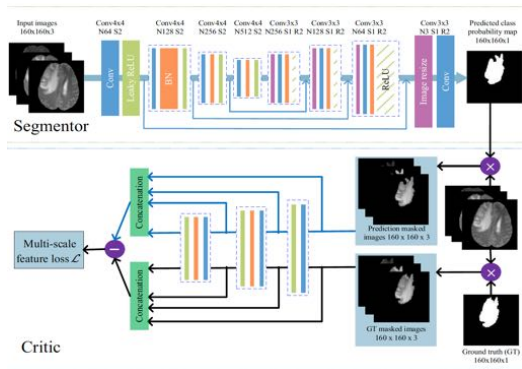 Input images
160x160x3
Conv4x4
N64 S2
Conv4x4
N128 S2
Conv4x4
N256 S2
Conv4x4
N512 S2
Conv3x3
N256 S1 R2
Conv3x3
N128 S1 R2
Conv3x3
N64 S1 R2
Conv3x3
N3 S1 R2
Predicted class
probability map
160x160x1
Conv
Leaky ReLU
BN
ReLU
Image resize
Conv
Segmentor
Concatenation
Prediction masked
images 160 x 160 x 3
Multi-scale
feature loss ℒ
Concatenation
GT masked images
160 x 160 x 3
Critic
Ground truth (GT)
160x160x1